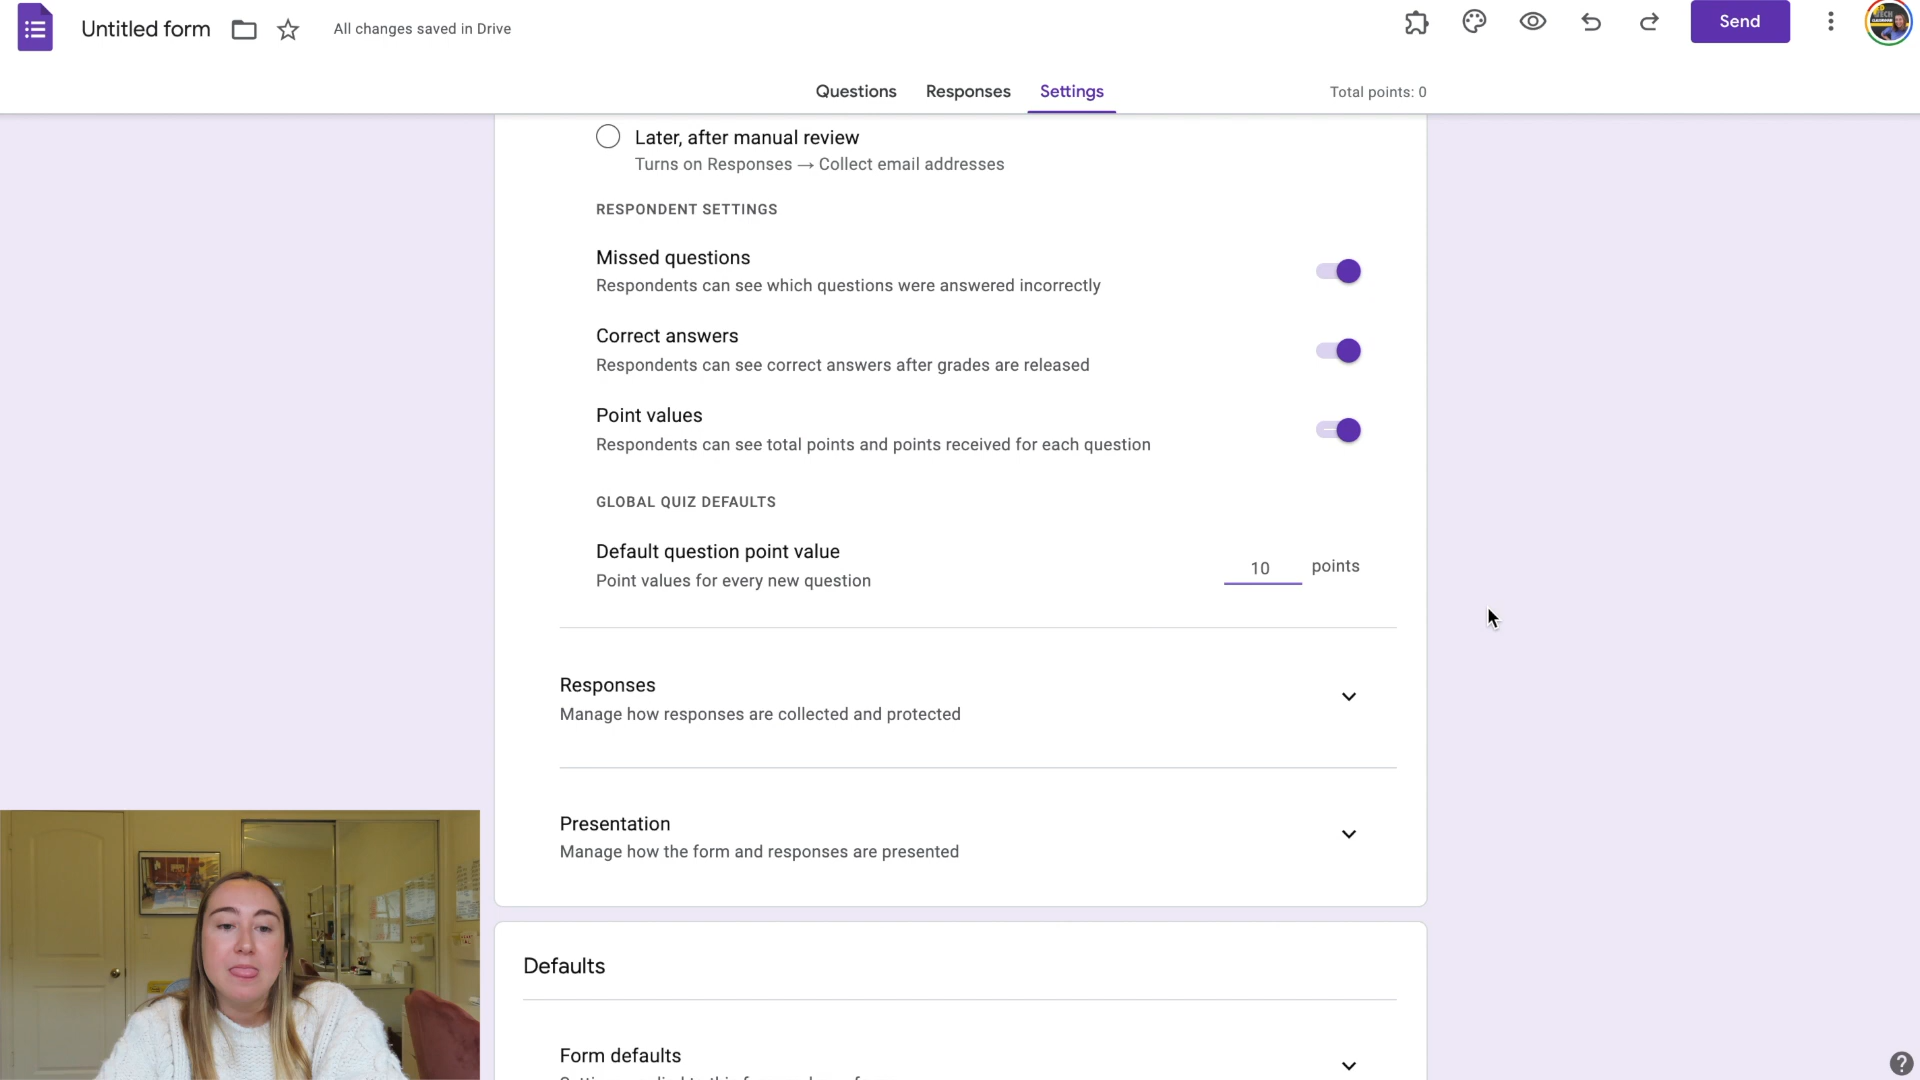 Untitled form
All changes saved in Drive
Send
Questions
Responses
Settings
Total points: 0
Later, after manual review
Turns on Responses → Collect email addresses
RESPONDENT SETTINGS
Missed questions
Respondents can see which questions were answered incorrectly
Correct answers
Respondents can see correct answers after grades are released
Point values
Respondents can see total points and points received for each question
GLOBAL QUIZ DEFAULTS
Default question point value
Point values for every new question
10 points
Responses
Manage how responses are collected and protected
Presentation
Manage how the form and responses are presented
Defaults
Form defaults